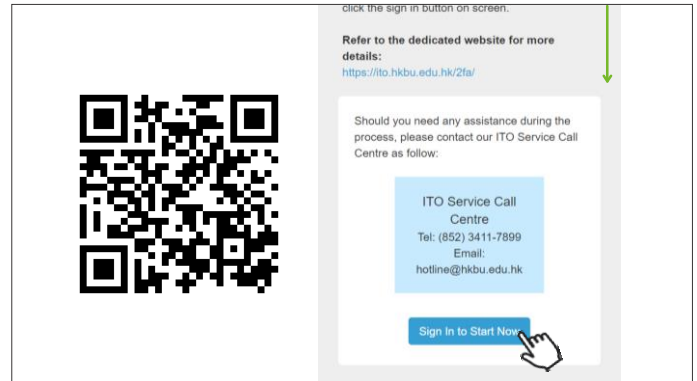 click the sign in button on screen.
Refer to the dedicated website for more
details:
https://ito.hkbu.edu.hk/2fa/
Should you need any assistance during the
process, please contact our ITO Service Call
Centre as follow:
ITO Service Call
Centre
Tel: (852) 3411-7899
Email:
hotline@hkbu.edu.hk
Sign In to Start Now